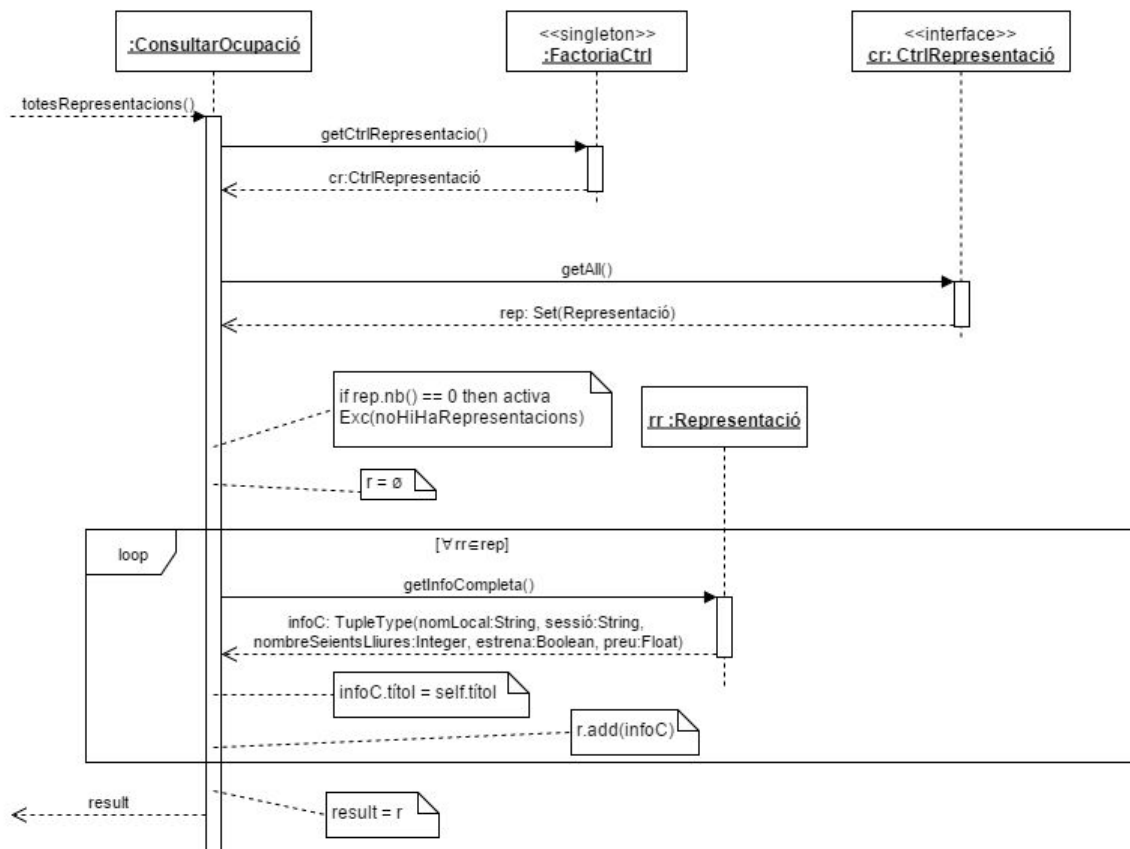 :ConsultarOcupació
<<singleton>>
:FactoriaCtrl
<<interface>>
cr: CtrlRepresentació
totesRepresentacions()
getCtrlRepresentacio()
cr:CtrlRepresentació
getAll()
rep: Set(Representació)
if rep.nb() == 0 then activa
Exc(noHiHaRepresentacions)
rr :Representació
r = ø
loop
[∀rr∈rep]
getInfoCompleta()
infoC: TupleType(nomLocal:String, sessió:String,
nombreSeientsLliures:Integer, estrena:Boolean, preu:Float)
infoC.títol = self.títol
r.add(infoC)
result
result = r